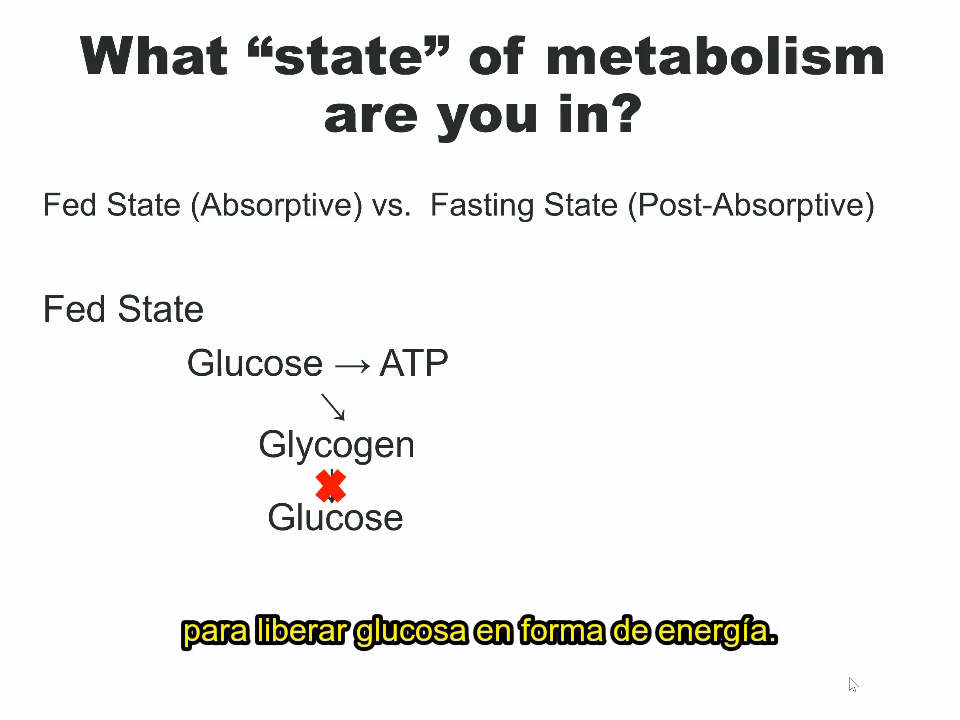 What “state” of metabolism
are you in?
Fed State (Absorptive) vs.  Fasting State (Post-Absorptive)
Fed State
Glucose → ATP
↘
Glycogen
Glucose
para liberar glucosa en forma de energía.